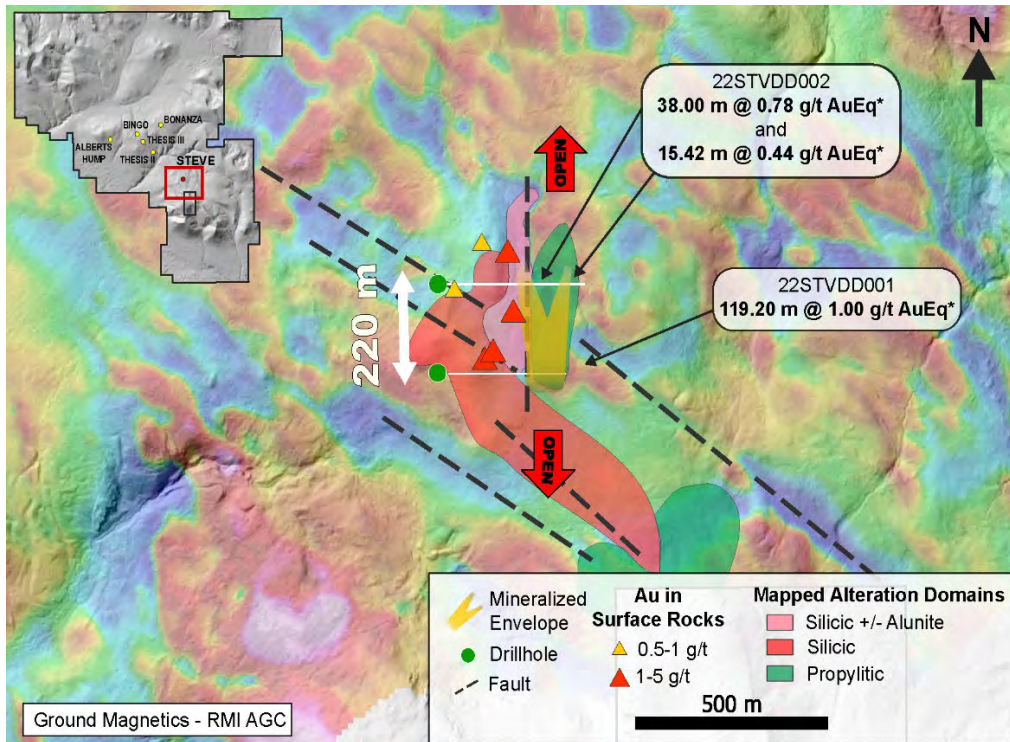 N
BONANZA
BINGO
ALBERTS
HUMP
THESIS III
THESIS II
STEVE
22STVDD002
38.00 m @ 0.78 g/t AuEq*
and
15.42 m @ 0.44 g/t AuEq*
OPEN
22STVDD001
119.20 m @ 1.00 g/t AuEq*
220 m
OPEN
Mineralized
Envelope
Drillhole
Fault
Au in
Surface Rocks
0.5-1 g/t
1-5 g/t
Mapped Alteration Domains
Silicic +/- Alunite
Silicic
Propylitic
500 m
Ground Magnetics - RMI AGC